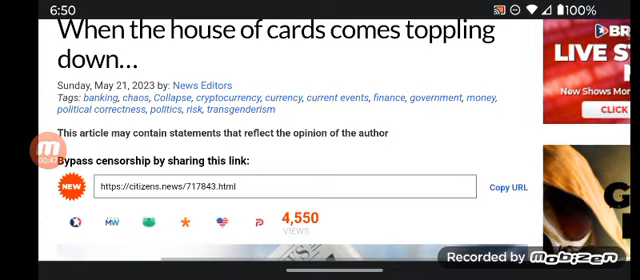 6:50
100%
When the house of cards comes toppling
down...
Sunday, May 21, 2023 by: News Editors
Tags: banking, chaos, Collapse, cryptocurrency, currency, current events, finance, government, money,
political correctness, politics, risk, transgenderism
This article may contain statements that reflect the opinion of the author
00:47
Bypass censorship by sharing this link:
NEW
https://citizens.news/717843.html
Copy URL
MW
4,550
VIEWS
BR
LIVE S
New Shows Mor
CLICK
Recorded by
MOBIZEN